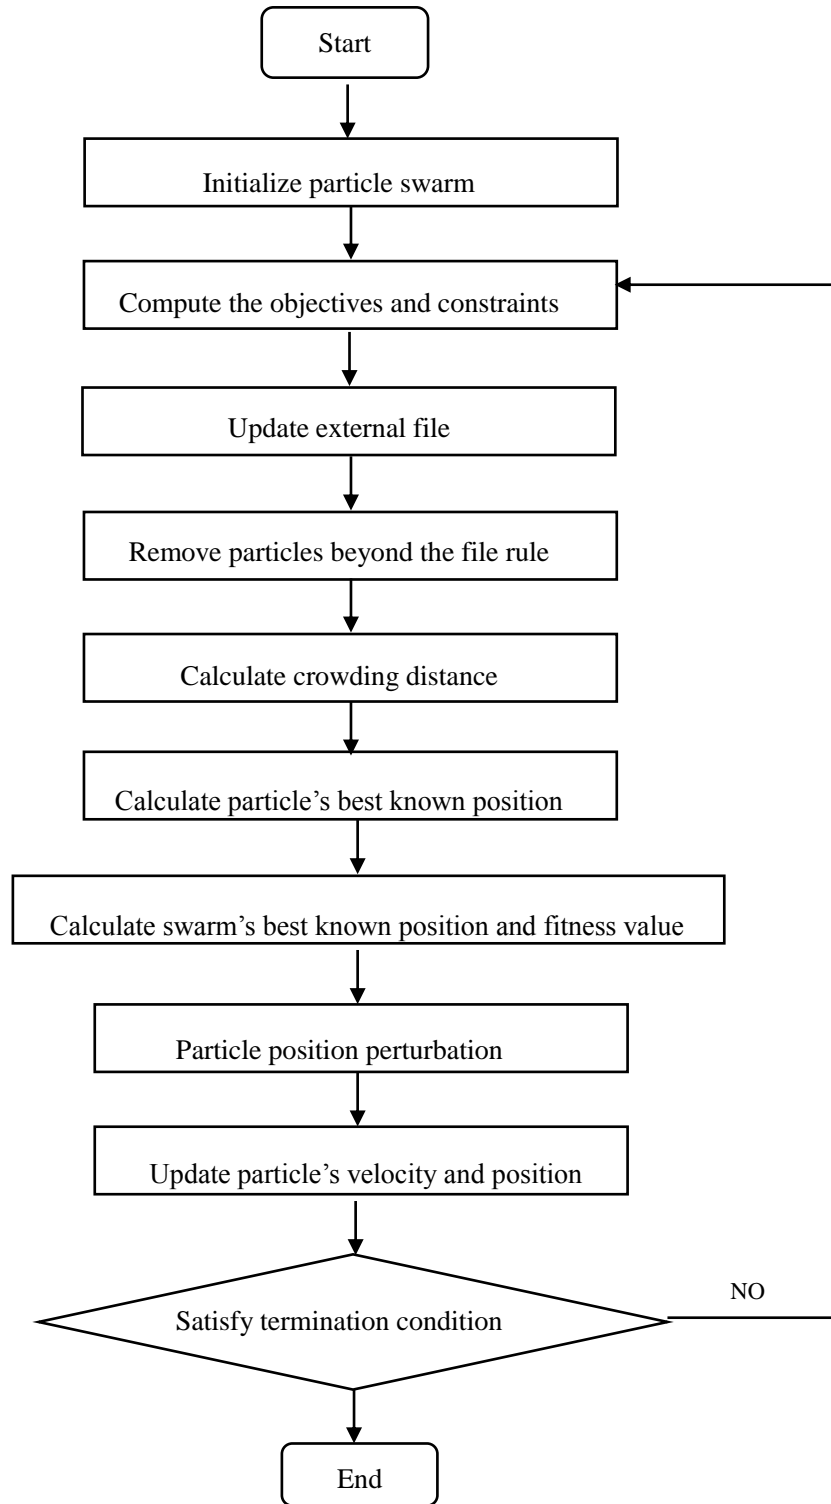 Start
Initialize particle swarm
Compute the objectives and constraints
Update external file
Remove particles beyond the file rule
Calculate crowding distance
Calculate particle’s best known position
Calculate swarm’s best known position and fitness value
Particle position perturbation
Update particle’s velocity and position
NO
Satisfy termination condition
End